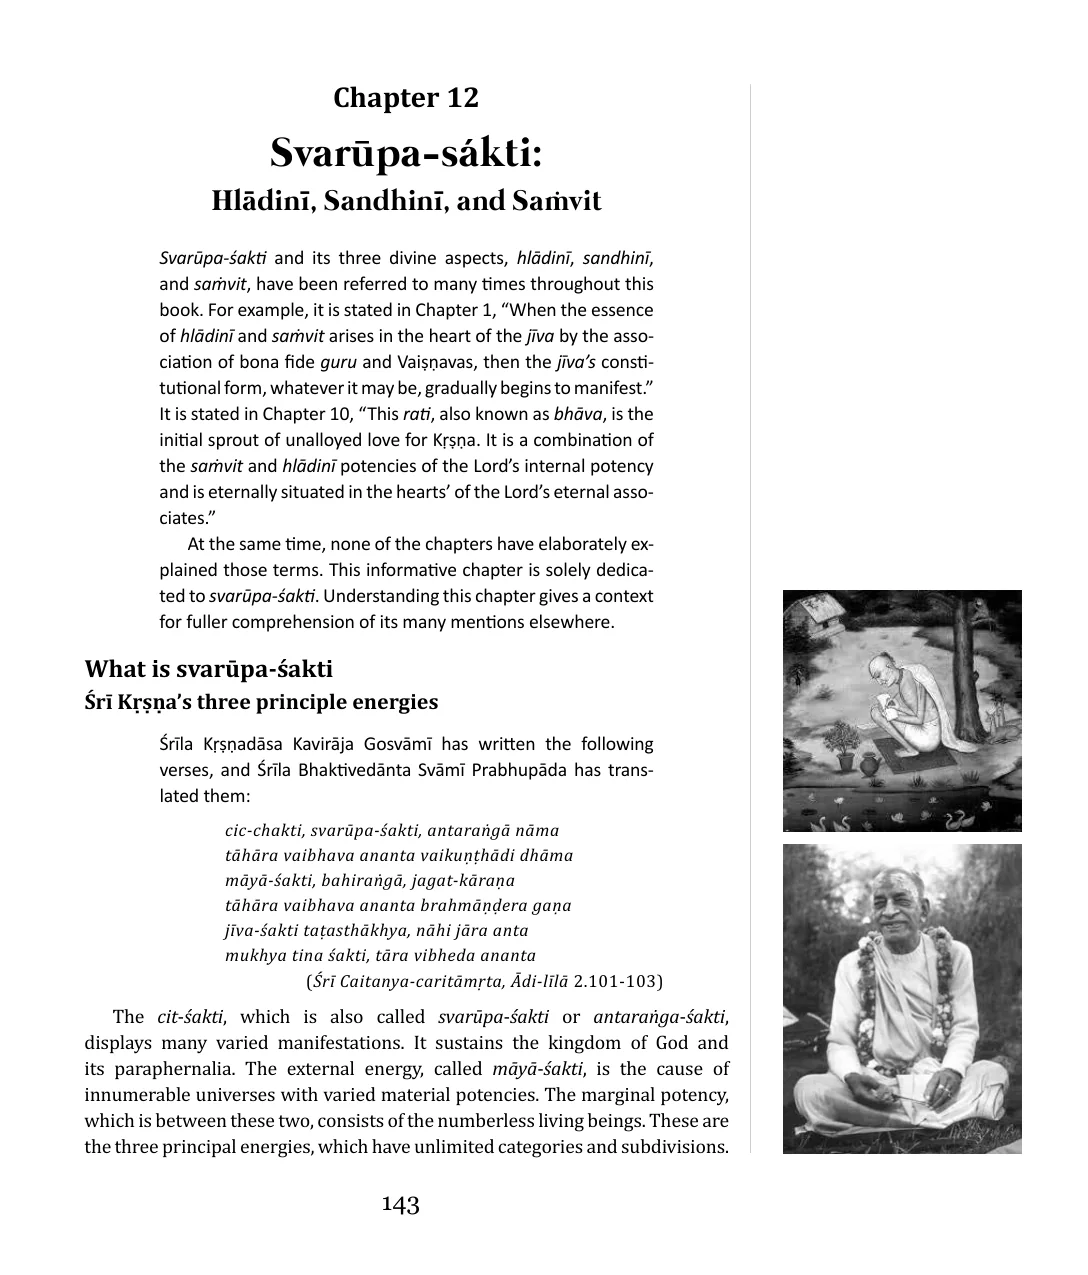 Chapter 12
Svarūpa-sákti:
Hlādinī, Sandhinī, and Saṁvit
Svarūpa-śakti and its three divine aspects, hlādinī, sandhinī,
and saṁvit, have been referred to many times throughout this
book. For example, it is stated in Chapter 1, “When the essence
of hlādinī and saṁvit arises in the heart of the jīva by the asso-
ciation of bona fide guru and Vaiṣṇavas, then the jīva’s consti-
tutional form, whatever it may be, gradually begins to manifest.”
It is stated in Chapter 10, “This rati, also known as bhāva, is the
initial sprout of unalloyed love for Kṛṣṇa. It is a combination of
the saṁvit and hlādinī potencies of the Lord’s internal potency
and is eternally situated in the hearts’ of the Lord’s eternal asso-
ciates.”
At the same time, none of the chapters have elaborately ex-
plained those terms. This informative chapter is solely dedica-
ted to svarūpa-śakti. Understanding this chapter gives a context
for fuller comprehension of its many mentions elsewhere.
What is svarūpa-śakti
Śrī Kṛṣṇa’s three principle energies
Śrīla Kṛṣṇadāsa Kavirāja Gosvāmī has written the following
verses, and Śrīla Bhaktivedānta Svāmī Prabhupāda has trans-
lated them:
cic-chakti, svarūpa-śakti, antaraṅgā nāma
tāhāra vaibhava ananta vaikuṇṭhādi dhāma
māyā-śakti, bahiraṅgā, jagat-kāraṇa
tāhāra vaibhava ananta brahmāṇḍera gaṇa
jīva-śakti taṭasthākhya, nāhi jāra anta
mukhya tina śakti, tāra vibheda ananta
(Śrī Caitanya-caritāmṛta, Ādi-līlā 2.101-103)
The cit-śakti, which is also called svarūpa-śakti or antaraṅga-śakti,
displays many varied manifestations. It sustains the kingdom of God and
its paraphernalia. The external energy, called māyā-śakti, is the cause of
innumerable universes with varied material potencies. The marginal potency,
which is between these two, consists of the numberless living beings. These are
the three principal energies, which have unlimited categories and subdivisions.
143